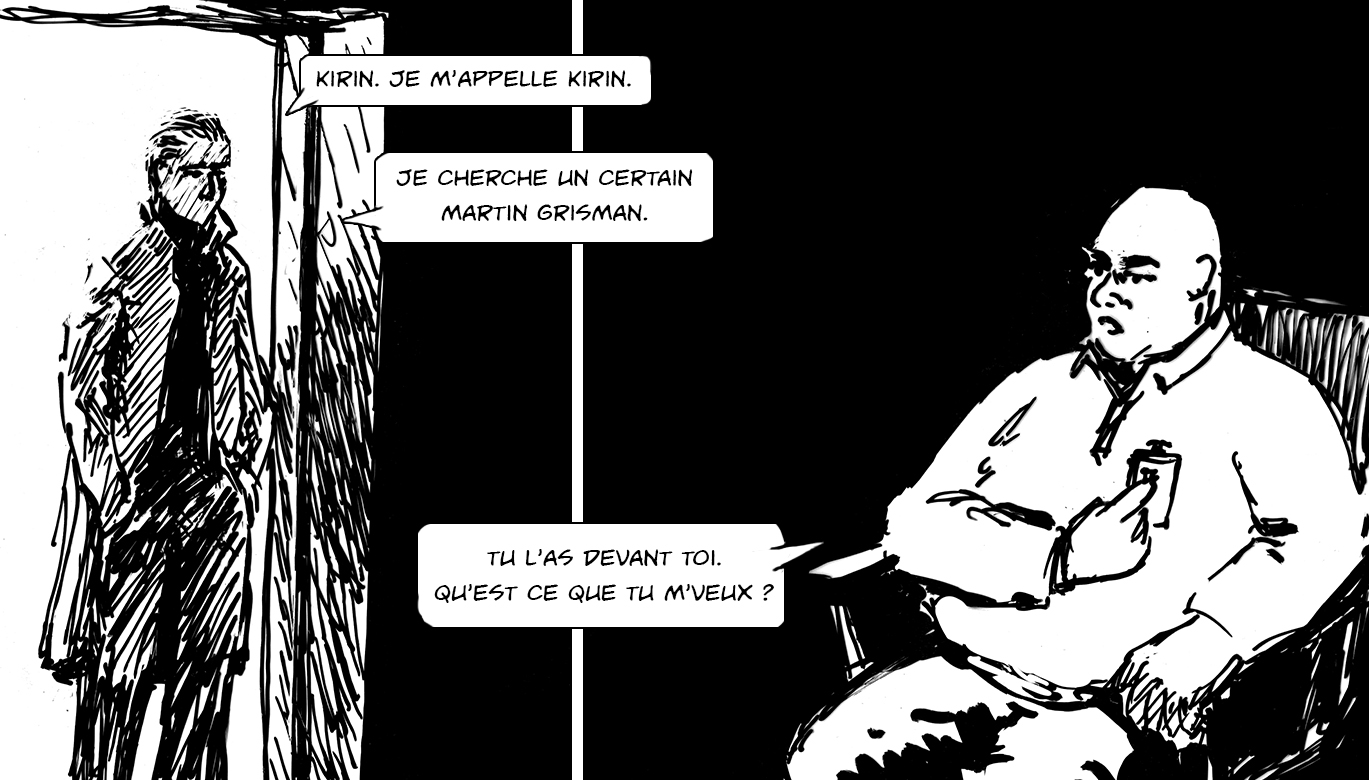 KIRIN. JE M'APPELLE KIRIN.
JE CHERCHE UN CERTAIN
MARTIN GRISMAN.
TU L'AS DEVANT TOI.
QU'EST CE QUE TU M'VEUX ?